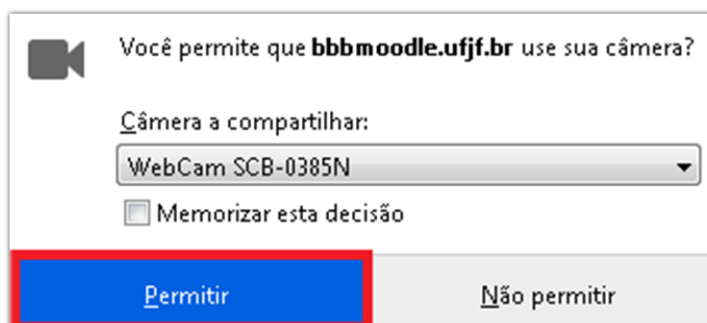 Você permite que bbbmoodle.ufjf.br use sua câmera?
Câmera a compartilhar:
WebCam SCB-0385N
Memorizar esta decisão
Permitir
Não permitir